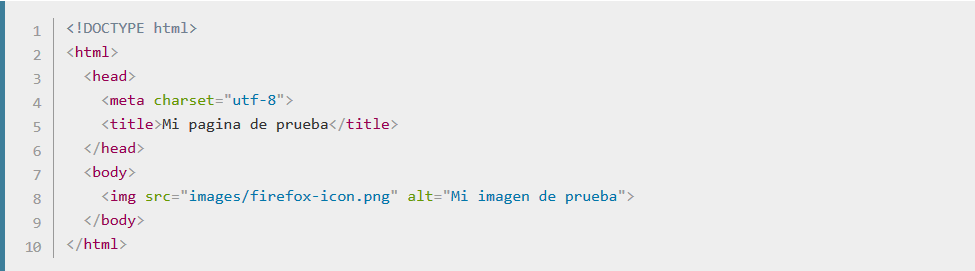 1 <!DOCTYPE html>
2 <html>
3   <head>
4     <meta charset="utf-8">
5     <title>Mi pagina de prueba</title>
6   </head>
7   <body>
8     <img src="images/firefox-icon.png" alt="Mi imagen de prueba">
9   </body>
10 </html>